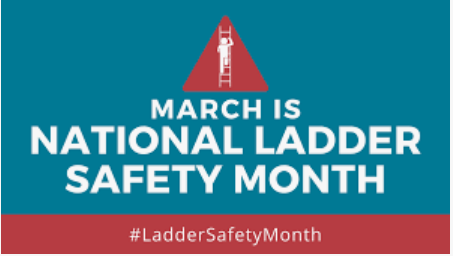 MARCH IS
NATIONAL LADDER
SAFETY MONTH
#LadderSafetyMonth